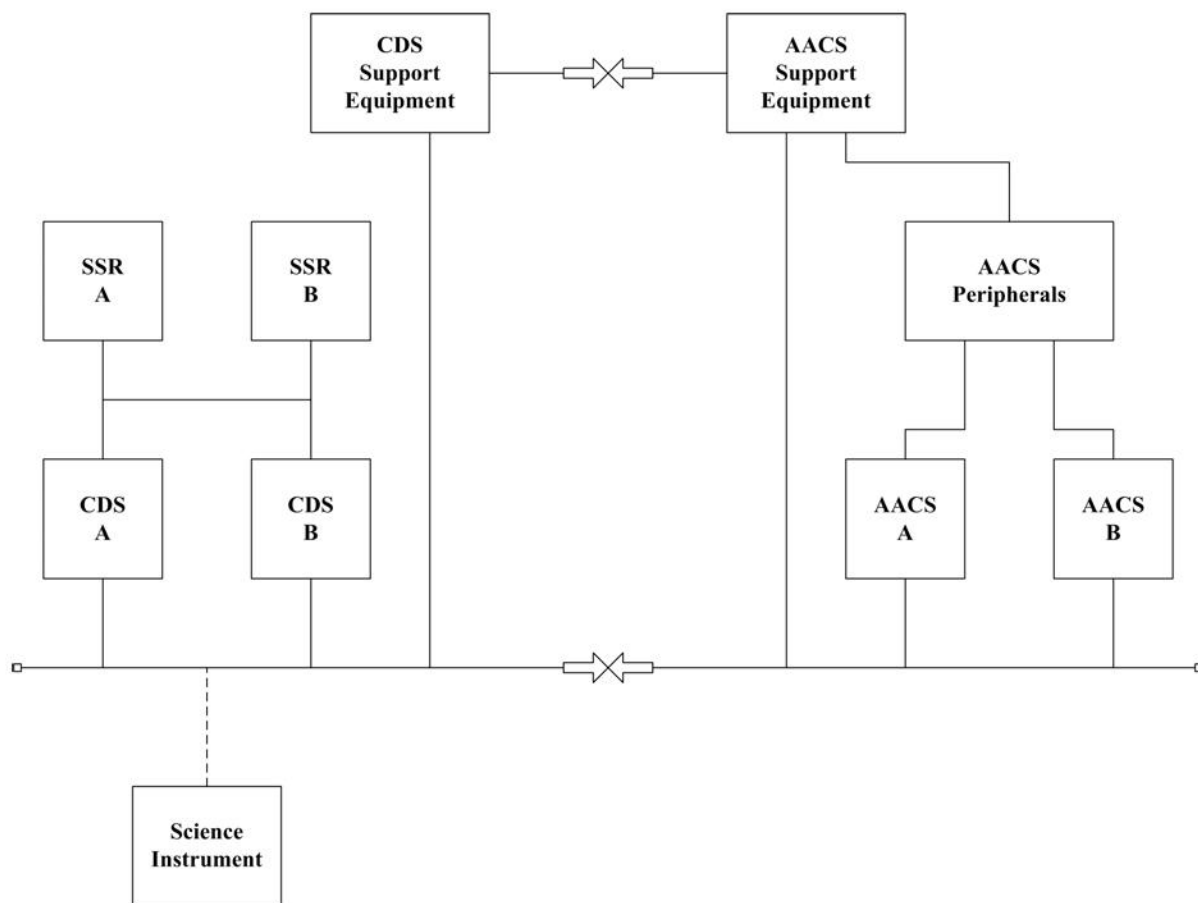 CDS
Support
Equipment
AACS
Support
Equipment
SSR
A
SSR
B
AACS
Peripherals
CDS
A
CDS
B
AACS
A
AACS
B
Science
Instrument